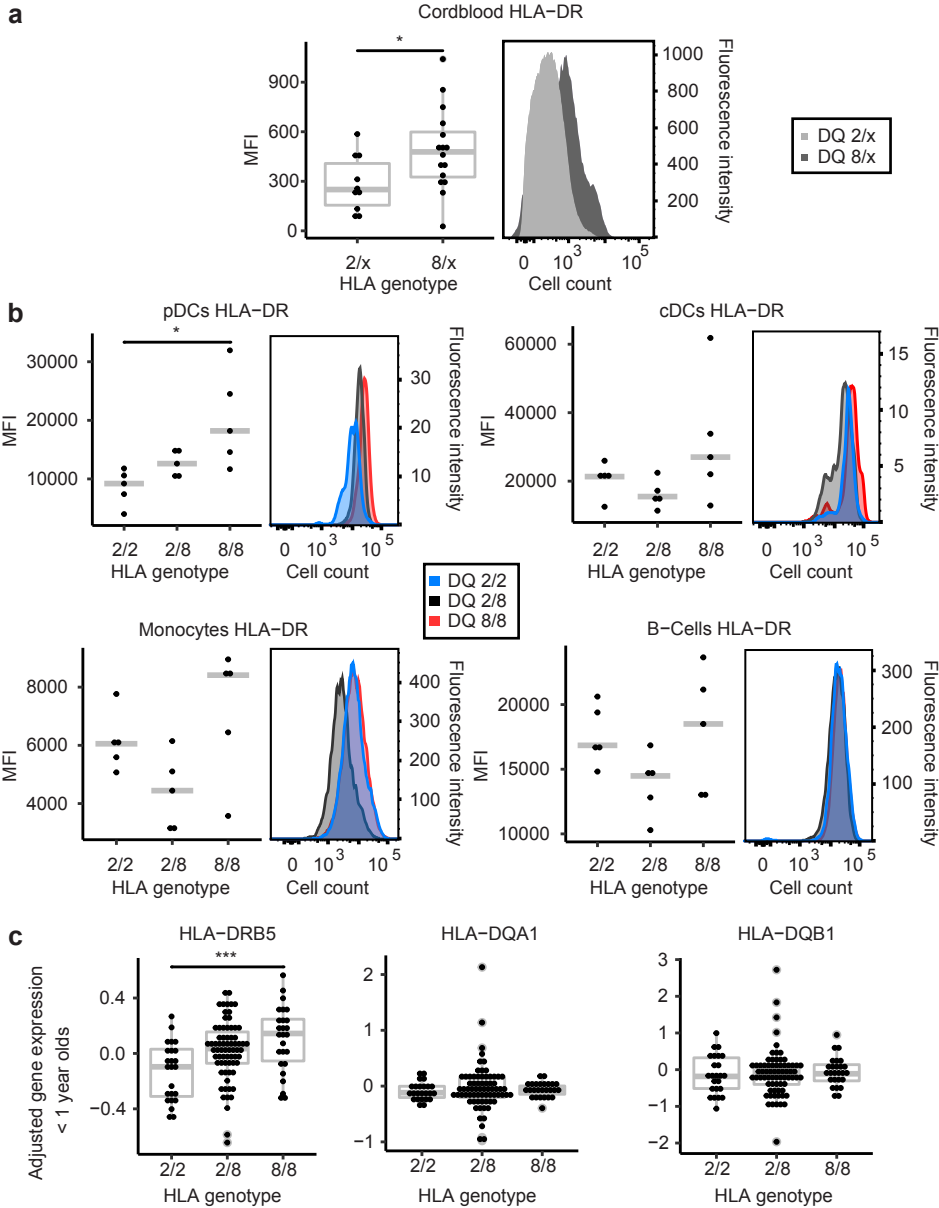 a
Cordblood HLA−DR
*
900
600
300
0
MFI
2/x
8/x
HLA genotype
1000
800
600
400
200
Fluorescence intensity
0
10^3
10^5
Cell count
DQ 2/x
DQ 8/x
b
pDCs HLA−DR
*
30000
20000
10000
MFI
2/2
2/8
8/8
HLA genotype
30
20
10
Fluorescence intensity
0
10^3
10^5
Cell count
cDCs HLA−DR
60000
40000
20000
MFI
2/2
2/8
8/8
HLA genotype
15
10
5
Fluorescence intensity
0
10^3
10^5
Cell count
DQ 2/2
DQ 2/8
DQ 8/8
Monocytes HLA−DR
8000
6000
4000
MFI
2/2
2/8
8/8
HLA genotype
400
300
200
100
Fluorescence intensity
0
10^3
10^5
Cell count
B−Cells HLA−DR
20000
15000
10000
MFI
2/2
2/8
8/8
HLA genotype
300
200
100
Fluorescence intensity
0
10^3
10^5
Cell count
c
HLA−DRB5
***
0.4
0.0
−0.4
Adjusted gene expression
< 1 year olds
2/2
2/8
8/8
HLA genotype
HLA−DQA1
2
1
0
−1
2/2
2/8
8/8
HLA genotype
HLA−DQB1
3
2
1
0
−1
−2
2/2
2/8
8/8
HLA genotype